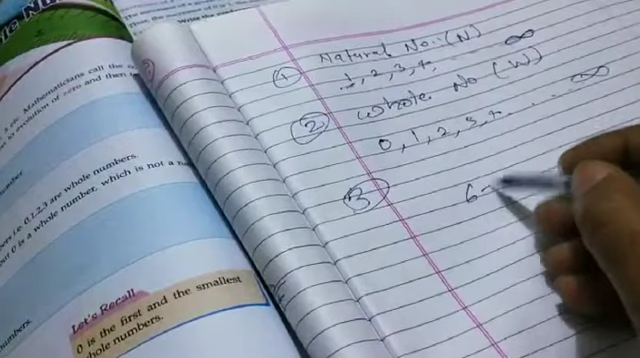 Mathematicians call the
evolution of zero and then
i.e. 0,1,2,3 are whole numbers.
0 is a whole number, which is not a
Let's Recall
0 is the first and the smallest
whole numbers.
1 Natural No. (N)
1, 2, 3, 4, ∞
2 Whole No (W)
0, 1, 2, 3, 4, . . . . ∞
3 6-